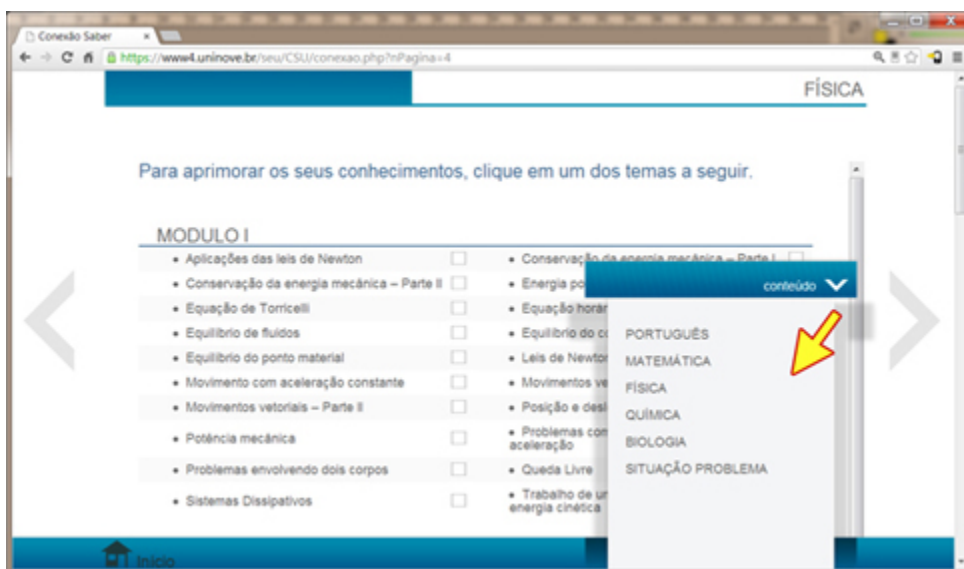 Conexão Saber
https://www4.uninove.br/seu/CSU/conexao.php?nPagina=4
FÍSICA
Para aprimorar os seus conhecimentos, clique em um dos temas a seguir.
MODULO I
• Aplicações das leis de Newton
• Conservação da energia mecânica – Parte I
• Conservação da energia mecânica – Parte II
• Energia
• Equação de Torricelli
• Equação
• Equilíbrio de fluidos
• Equilíbrio do
• Equilíbrio do ponto material
• Leis de Newton
• Movimento com aceleração constante
• Movimentos
• Movimentos vetoriais – Parte II
• Posição e
• Potência mecânica
• Problemas
aceleração
• Problemas envolvendo dois corpos
• Queda Livre
• Sistemas Dissipativos
• Trabalho de
energia cinética
conteúdo
PORTUGUÊS
MATEMÁTICA
FÍSICA
QUÍMICA
BIOLOGIA
SITUAÇÃO PROBLEMA
Início